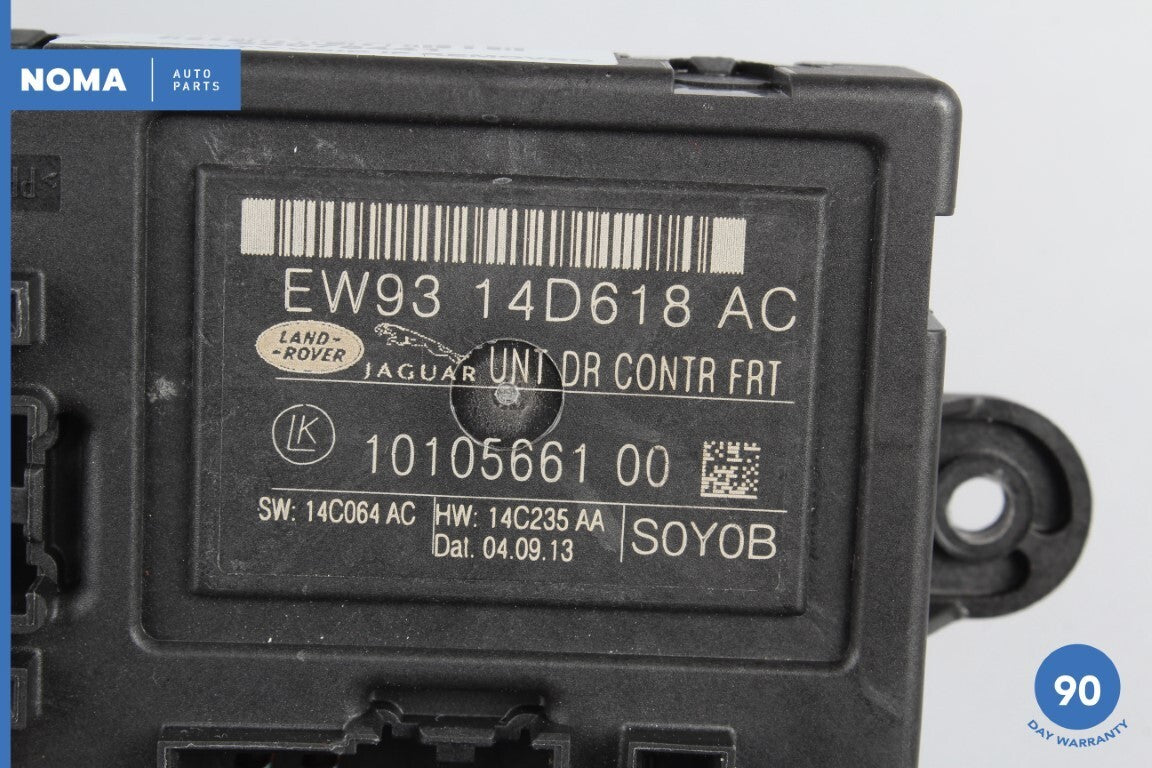 NOMA
AUTO
PARTS
EW93 14D618 AC
LAND-
-ROVER
JAGUAR
UNT DR CONTR FRT
LK
10105661 00
SW: 14C064 AC
HW: 14C235 AA
Dat. 04.09.13
S0Y0B
90
DAY WARRANTY